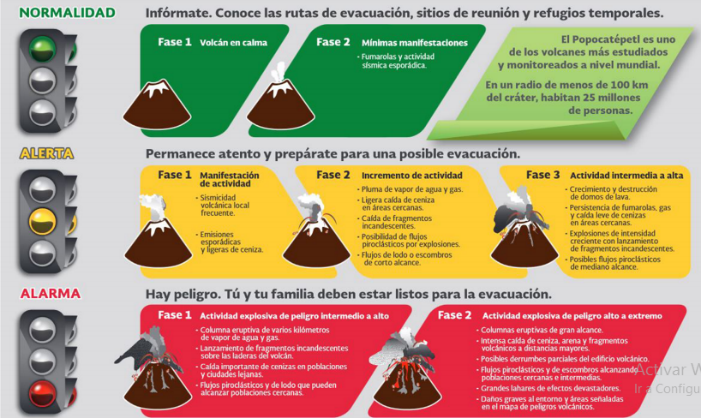 NORMALIDAD
Infórmate. Conoce las rutas de evacuación, sitios de reunión y refugios temporales.
Fase 1 Volcán en calma
Fase 2 Mínimas manifestaciones
- Fumarolas y actividad
sísmica esporádica.
El Popocatépetl es uno
de los volcanes más estudiados
y monitoreados a nivel mundial.
En un radio de menos de 100 km
del cráter, habitan 25 millones
de personas.
ALERTA
Permanece atento y prepárate para una posible evacuación.
Fase 1 Manifestación
de actividad
- Sismicidad
volcánica local
frecuente.
- Emisiones
esporádicas
y ligeras de ceniza.
Fase 2 Incremento de actividad
- Pluma de vapor de agua y gas.
- Ligera caída de ceniza
en áreas cercanas.
- Caída de fragmentos
incandescentes.
- Posibilidad de flujos
piroclásticos por explosiones.
- Flujos de lodo o escombros
de corto alcance.
Fase 3 Actividad intermedia a alta
- Crecimiento y destrucción
de domos de lava.
- Persistencia de fumarolas, gas
y caída leve de cenizas
en áreas cercanas.
- Explosiones de intensidad
creciente con lanzamiento
de fragmentos incandescentes.
- Posibles flujos piroclásticos
de mediano alcance.
ALARMA
Hay peligro. Tú y tu familia deben estar listos para la evacuación.
Fase 1 Actividad explosiva de peligro intermedio a alto
- Columna eruptiva de varios kilómetros
de vapor de agua y gas.
- Lanzamiento de fragmentos incandescentes
sobre las laderas del volcán.
- Caída importante de cenizas en poblaciones
y ciudades lejanas.
- Flujos piroclásticos y de lodo que pueden
alcanzar poblaciones cercanas.
Fase 2 Actividad explosiva de peligro alto a extremo
- Columnas eruptivas de gran alcance.
- Intensa caída de ceniza, arena y fragmentos
volcánicos a distancias mayores.
- Posibles derrumbes parciales del edificio volcánico.
- Flujos piroclásticos y de escombros alcanzando
poblaciones cercanas e intermedias.
- Grandes lahares de efectos devastadores.
- Daños graves al entorno y áreas señaladas
en el mapa de peligros volcánicos.
Activar W
Ir a Configu